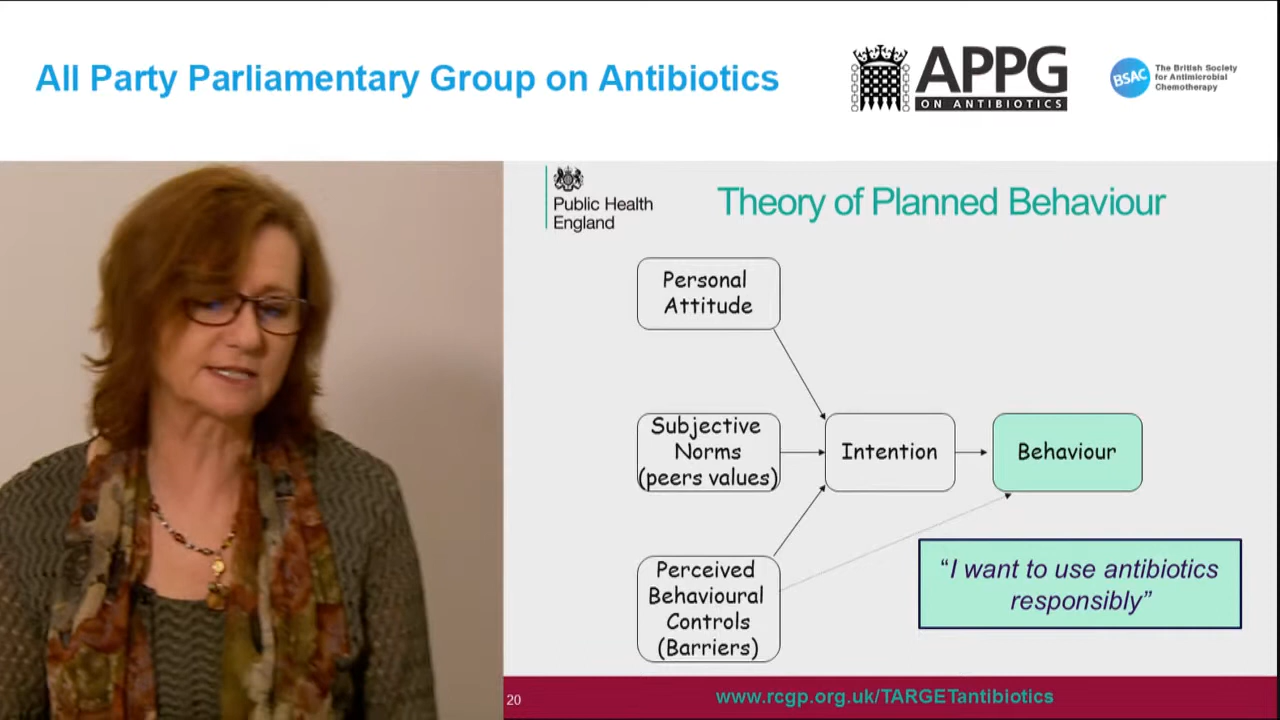 All Party Parliamentary Group on Antibiotics
APPG
ON ANTIBIOTICS
BSAC
The British Society
for Antimicrobial
Chemotherapy
Public Health
England
Theory of Planned Behaviour
Personal
Attitude
Subjective
Norms
(peers values)
Intention
Behaviour
Perceived
Behavioural
Controls
(Barriers)
“I want to use antibiotics
responsibly”
20
www.rcgp.org.uk/TARGETantibiotics